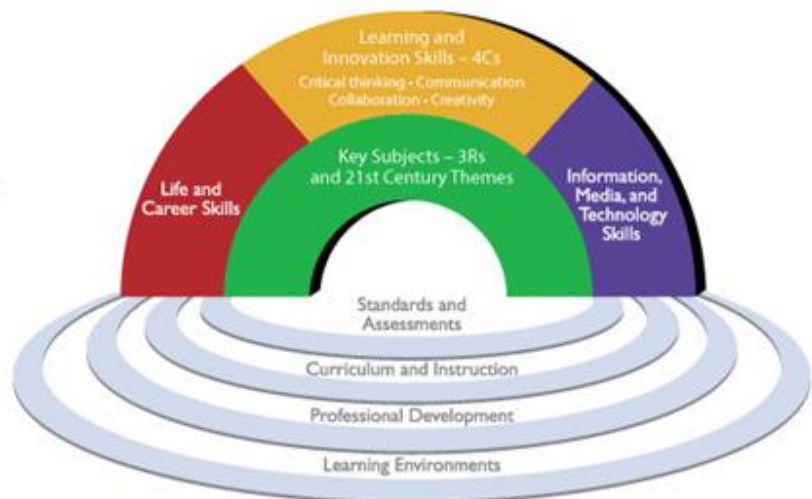 Learning and
Innovation Skills – 4Cs
Critical thinking • Communication
Collaboration • Creativity
Key Subjects – 3Rs
and 21st Century Themes
Life and
Career Skills
Information,
Media, and
Technology
Skills
Standards and
Assessments
Curriculum and Instruction
Professional Development
Learning Environments